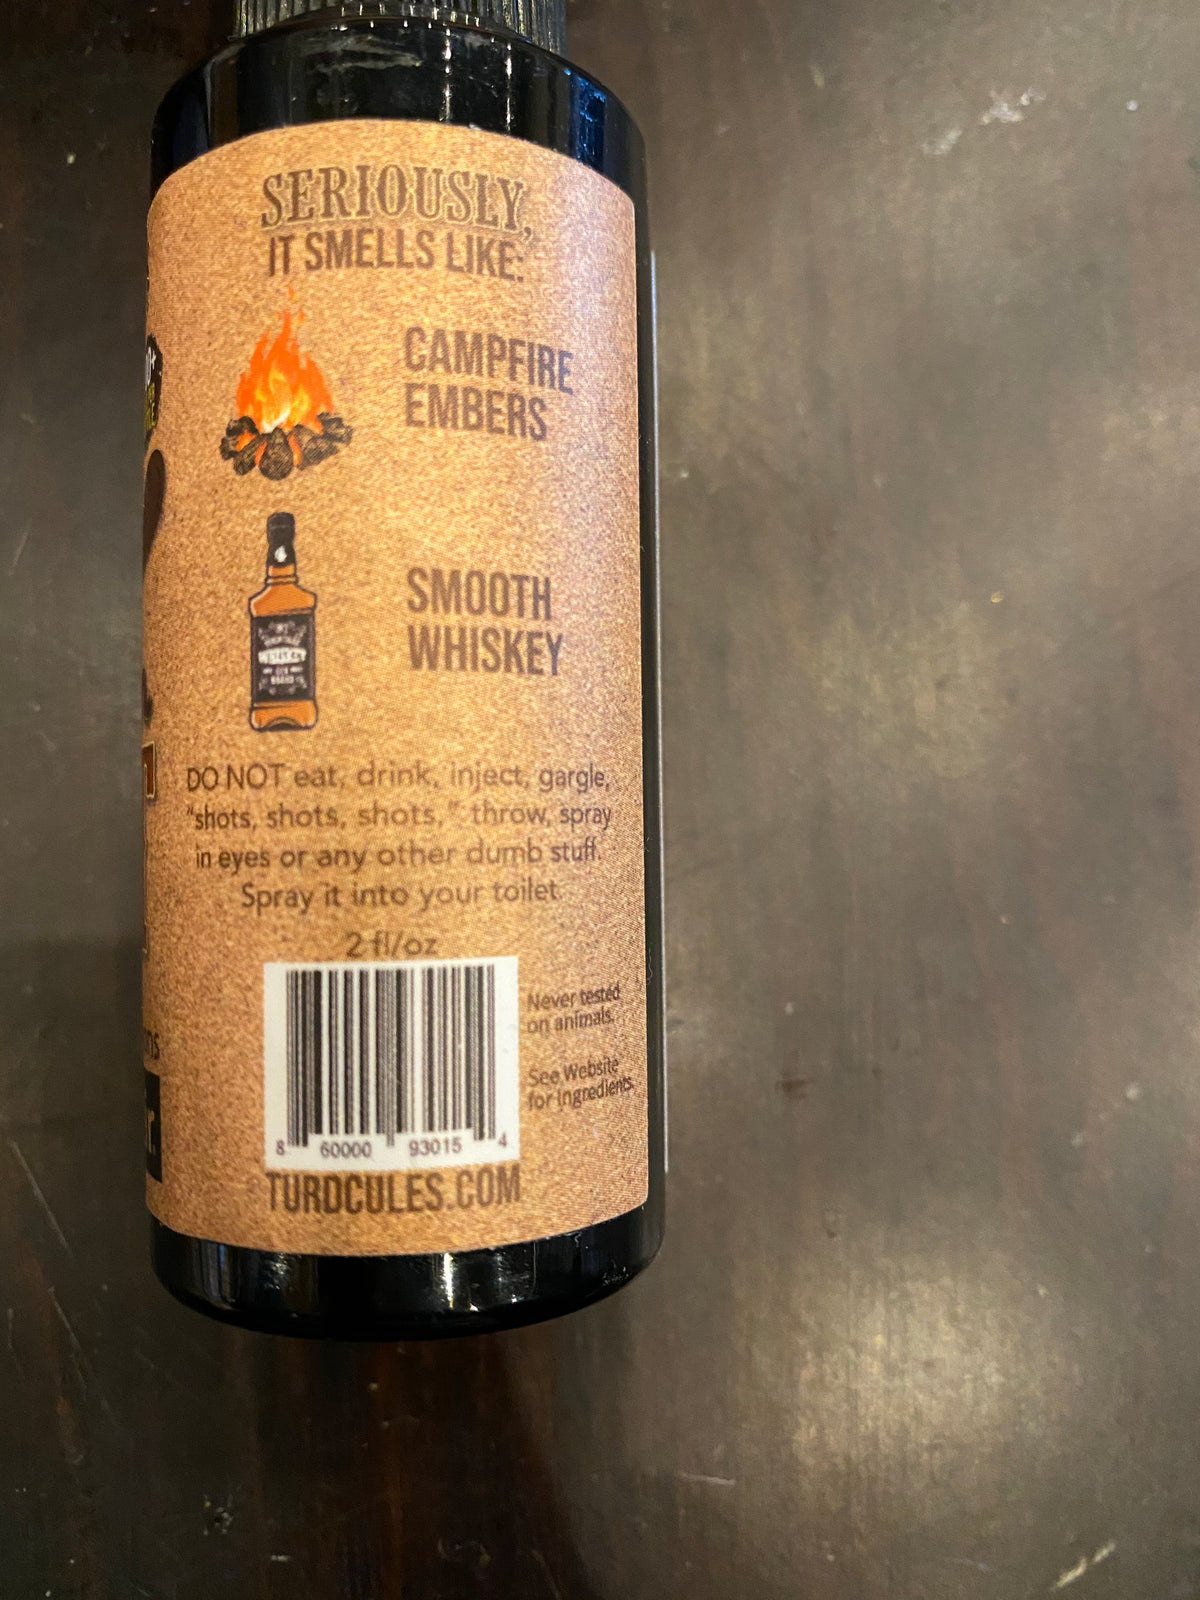 SERIOUSLY,
IT SMELLS LIKE:
CAMPFIRE
EMBERS
SMOOTH
WHISKEY
WHISKEY
DO NOT eat, drink, inject, gargle,
"shots, shots, shots," throw, spray
in eyes or any other dumb stuff.
Spray it into your toilet.
2 fl/oz
Never tested
on animals.
See Website
for ingredients.
8 60000 93015 4
TURDCULES.COM